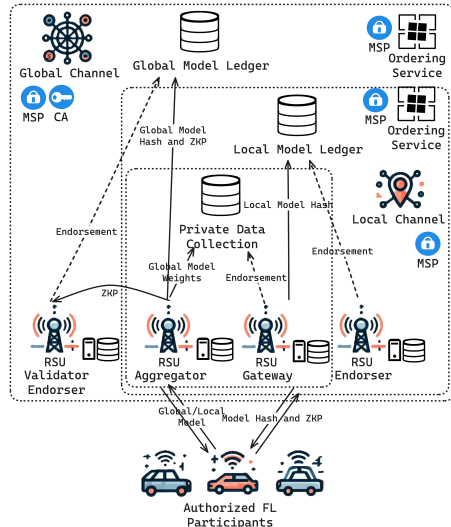 MSP
Ordering
Service
Global Model Ledger
Global Channel
MSP CA
MSP
Ordering
Service
Global Model
Hash and ZKP
Local Model Ledger
Local Model Hash
Private Data
Collection
Local Channel
MSP
Endorsement
Endorsement
Global Model
Weights
Endorsement
ZKP
RSU
Validator
Endorser
RSU
Aggregator
RSU
Gateway
RSU
Endorser
Global/Local
Model
Model Hash and ZKP
Authorized FL
Participants